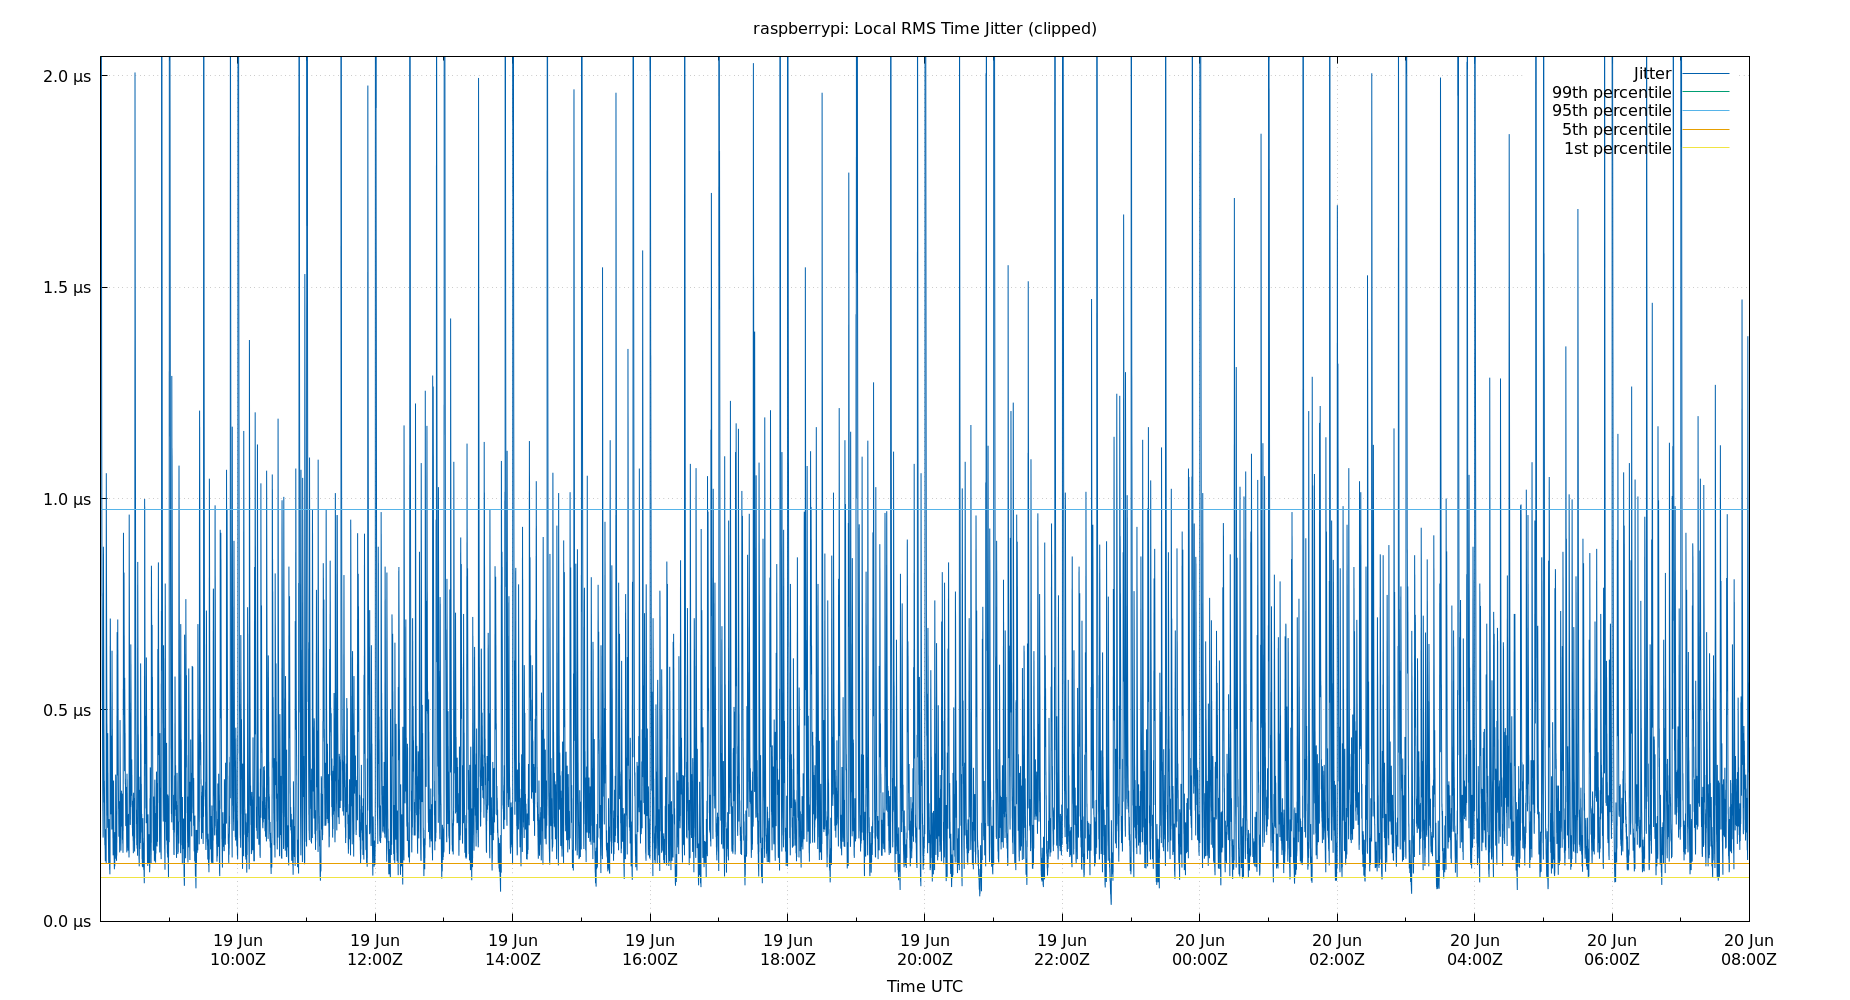 raspberrypi: Local RMS Time Jitter (clipped)
2.0 µs
1.5 µs
1.0 µs
0.5 µs
0.0 µs
Jitter
99th percentile
95th percentile
5th percentile
1st percentile
19 Jun 19 Jun 19 Jun 19 Jun 19 Jun 19 Jun 19 Jun 20 Jun 20 Jun 20 Jun 20 Jun 20 Jun
10:00Z 12:00Z 14:00Z 16:00Z 18:00Z 20:00Z 22:00Z 00:00Z 02:00Z 04:00Z 06:00Z 08:00Z
Time UTC